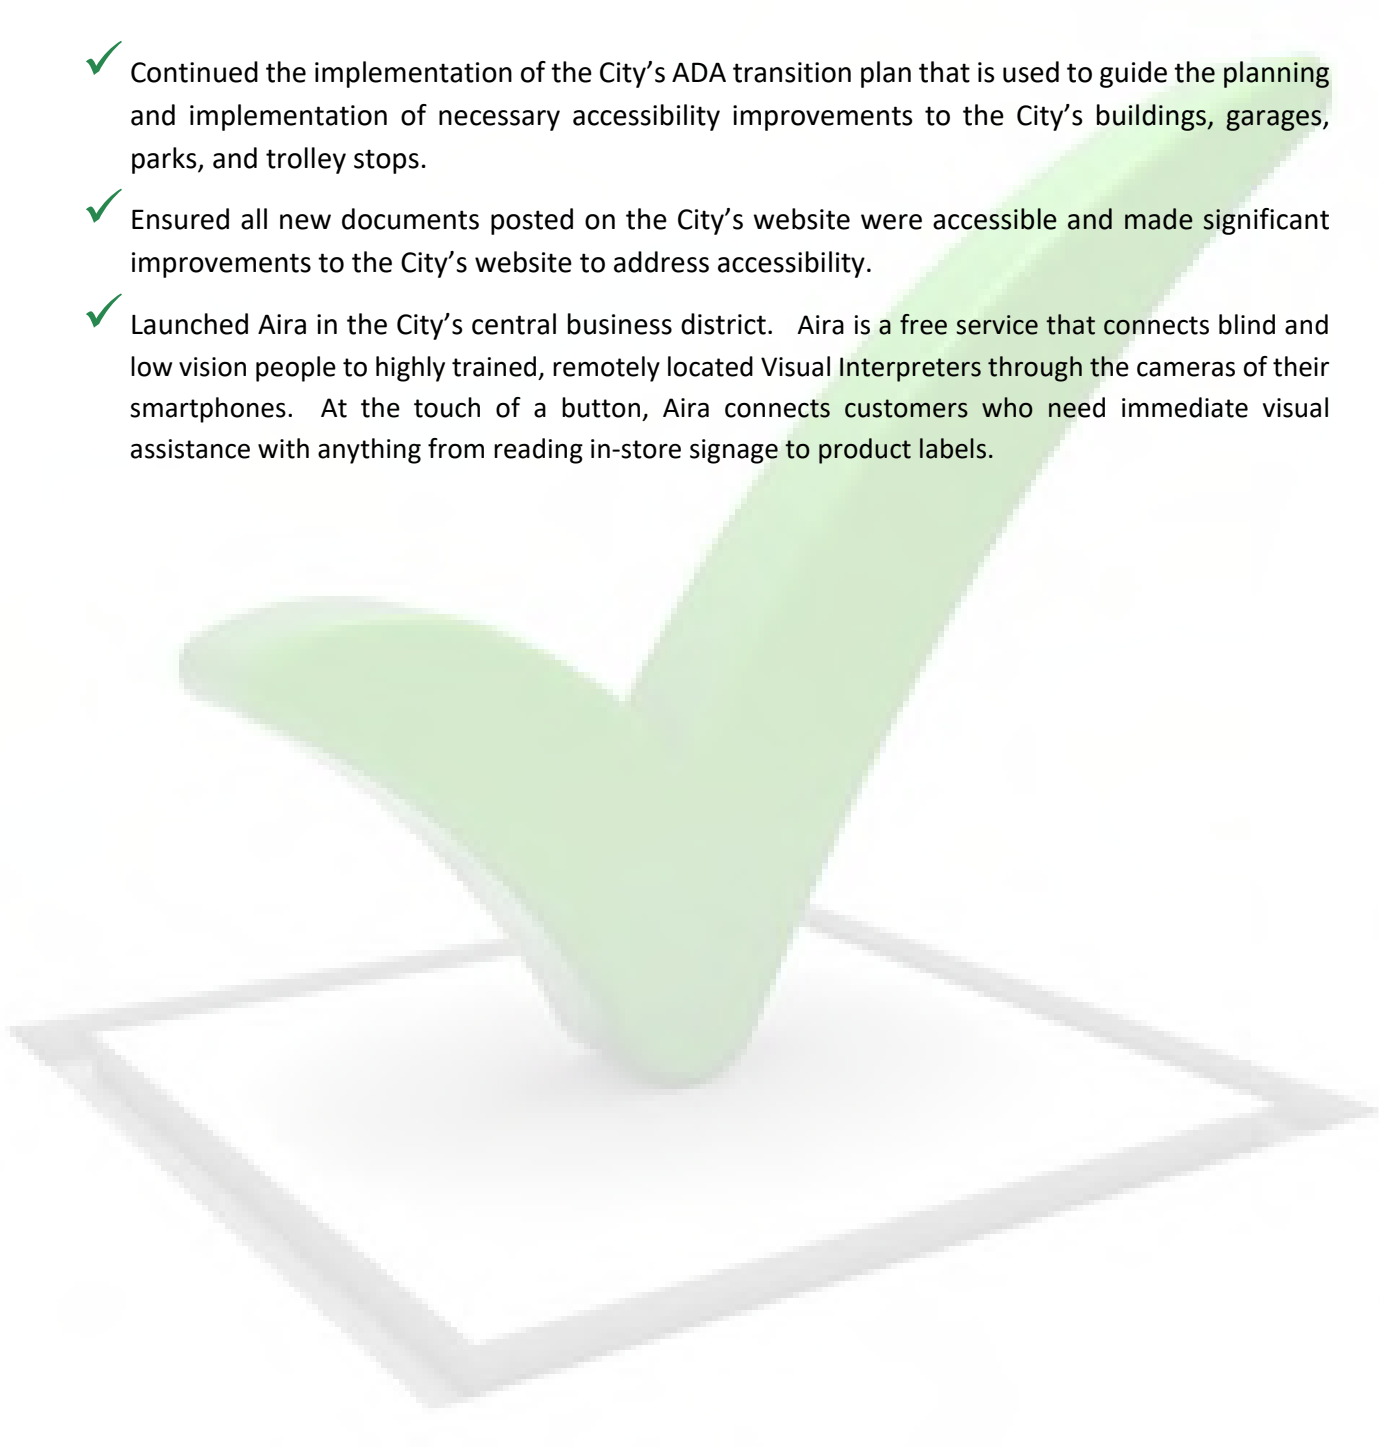 ✓ Continued the implementation of the City’s ADA transition plan that is used to guide the planning
and implementation of necessary accessibility improvements to the City’s buildings, garages,
parks, and trolley stops.
✓ Ensured all new documents posted on the City’s website were accessible and made significant
improvements to the City’s website to address accessibility.
✓ Launched Aira in the City’s central business district.   Aira is a free service that connects blind and
low vision people to highly trained, remotely located Visual Interpreters through the cameras of their
smartphones.  At the touch of a button, Aira connects customers who need immediate visual
assistance with anything from reading in-store signage to product labels.